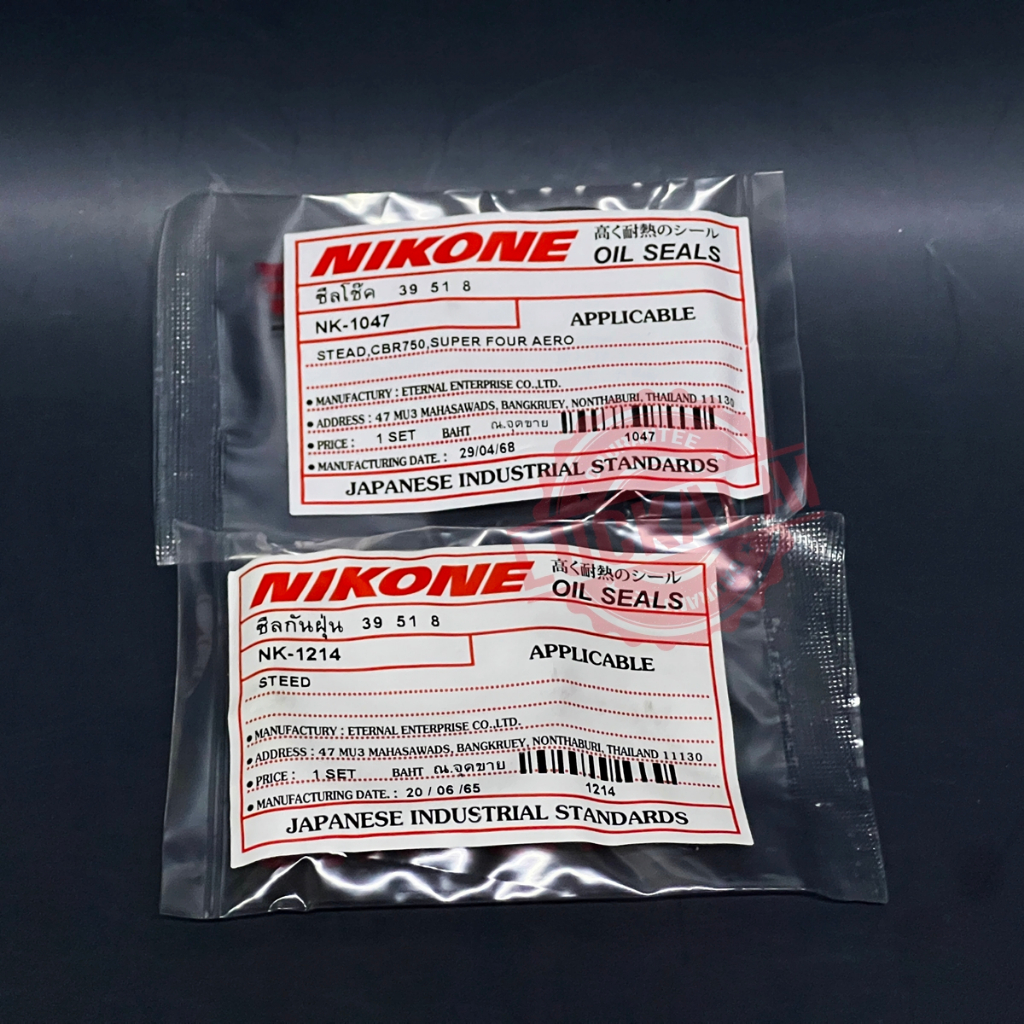 NIKONE
高く耐熱のシール
OIL SEALS
ซีลโช๊ค 39 51 8
NK-1047
APPLICABLE
STEAD,CBR750,SUPER FOUR AERO
• MANUFACTURY : ETERNAL ENTERPRISE CO.,LTD.
• ADDRESS : 47 MU3 MAHASAWADS, BANGKRUEY, NONTHABURI, THAILAND 11130
• PRICE : 1 SET BAHT ณ.จุดขาย
1047
• MANUFACTURING DATE. : 29/04/68
JAPANESE INDUSTRIAL STANDARDS
NIKONE
高く耐熱のシール
OIL SEALS
ซีลกันฝุ่น 39 51 8
NK-1214
APPLICABLE
STEED
• MANUFACTURY : ETERNAL ENTERPRISE CO.,LTD.
• ADDRESS : 47 MU3 MAHASAWADS, BANGKRUEY, NONTHABURI, THAILAND 11130
• PRICE : 1 SET BAHT ณ.จุดขาย
1214
• MANUFACTURING DATE. : 20 / 06 /65
JAPANESE INDUSTRIAL STANDARDS